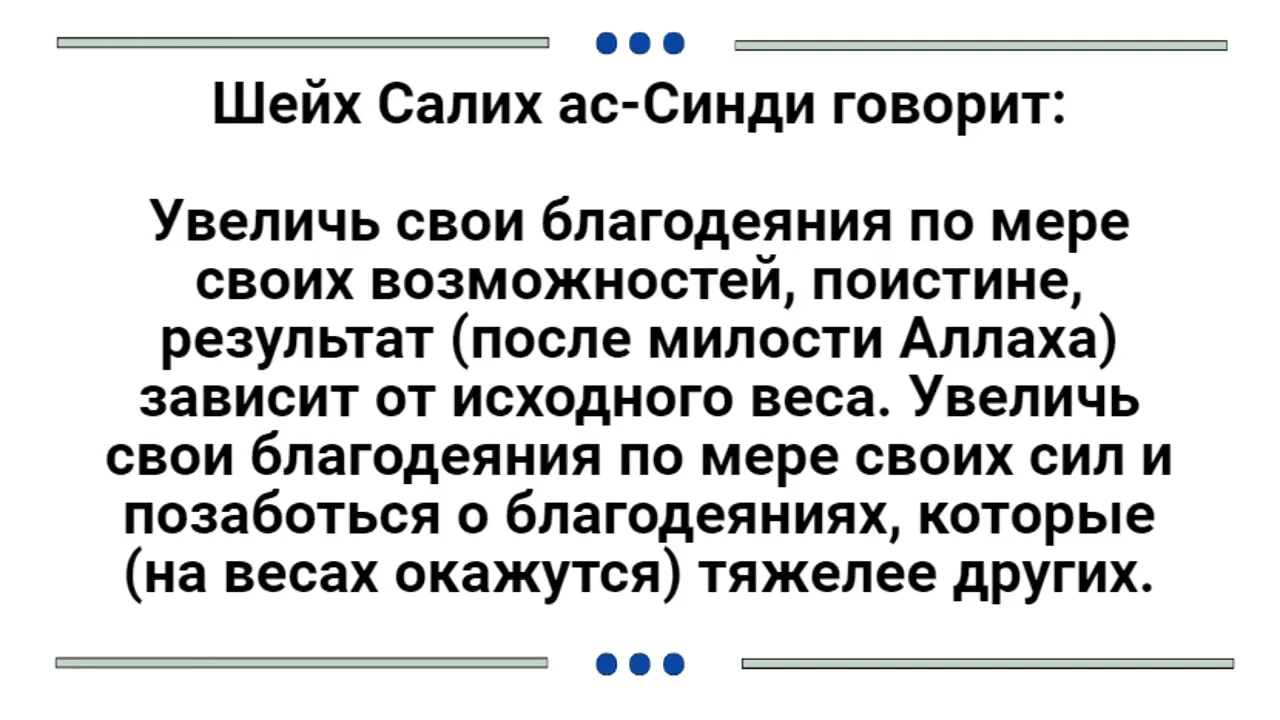 Шейх Салих ас-Синди говорит:
Увеличь свои благодеяния по мере
своих возможностей, поистине,
результат (после милости Аллаха)
зависит от исходного веса. Увеличь
свои благодеяния по мере своих сил и
позаботься о благодеяниях, которые
(на весах окажутся) тяжелее других.